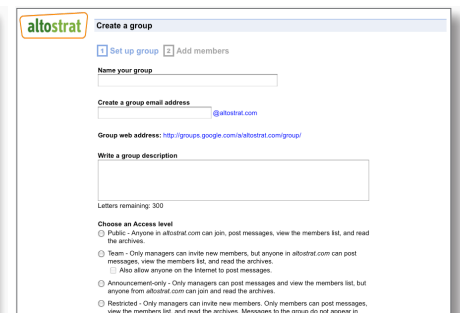 altostrat
Create a group
1 Set up group 2 Add members
Name your group
Create a group email address
@altostrat.com
Group web address: http://groups.google.com/a/altostrat.com/group/
Write a group description
Letters remaining: 300
Choose an Access level
Public - Anyone in altostrat.com can join, post messages, view the members list, and read
the archives.
Team - Only managers can invite new members, but anyone in altostrat.com can post
messages, view the members list, and read the archives.
Also allow anyone on the Internet to post messages.
Announcement-only - Only managers can post messages and view the members list, but
anyone from altostrat.com can join and read the archives.
Restricted - Only managers can invite new members. Only members can post messages,
view the members list, and read the archives. Messages to the group do not appear in